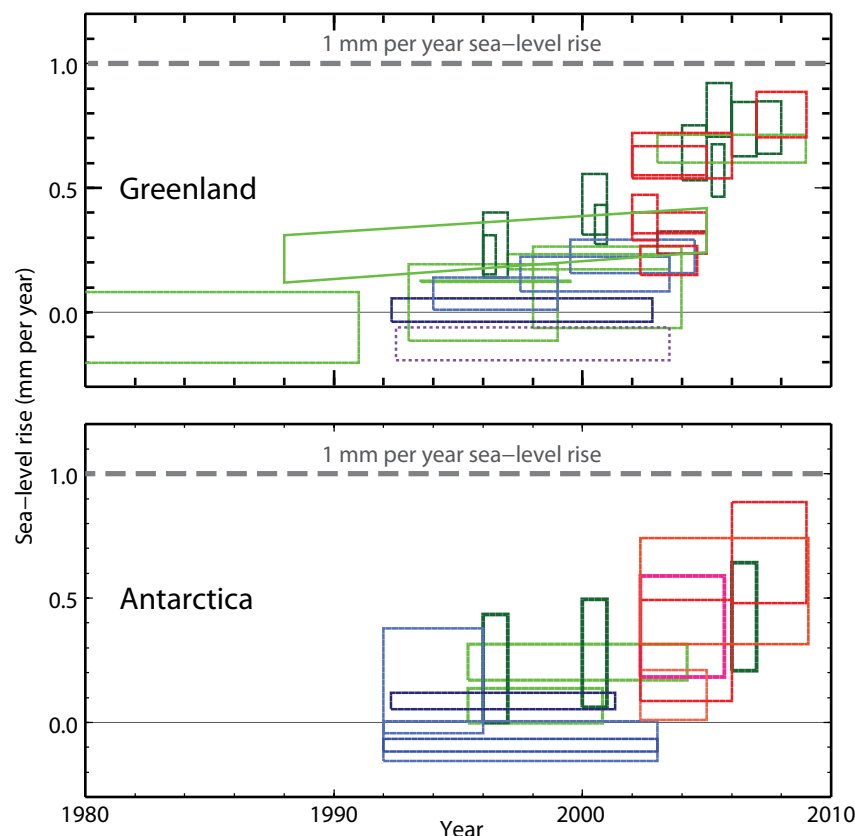 1 mm per year sea−level rise
1.0
0.5
0.0
Greenland
Sea−level rise (mm per year)
1 mm per year sea−level rise
1.0
0.5
0.0
Antarctica
1980 1990 2000 2010
Year